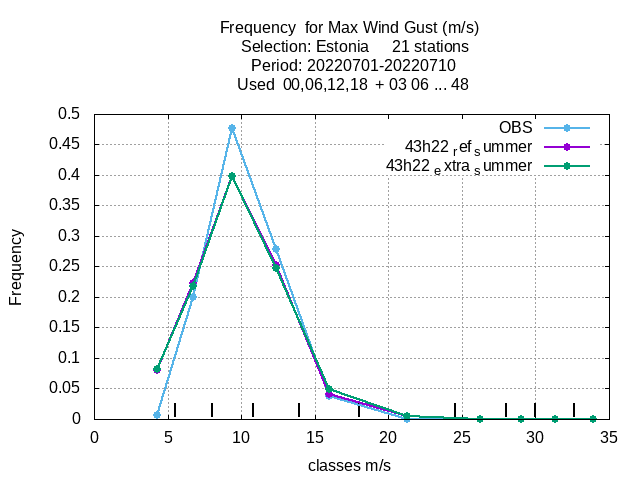 Frequency  for Max Wind Gust (m/s)
Selection: Estonia     21 stations
Period: 20220701-20220710
Used  00,06,12,18  + 03 06 ... 48
OBS
43h22 ref summer
43h22 extra summer
0.5
0.45
0.4
0.35
0.3
0.25
0.2
0.15
0.1
0.05
0
Frequency
0 5 10 15 20 25 30 35
classes m/s